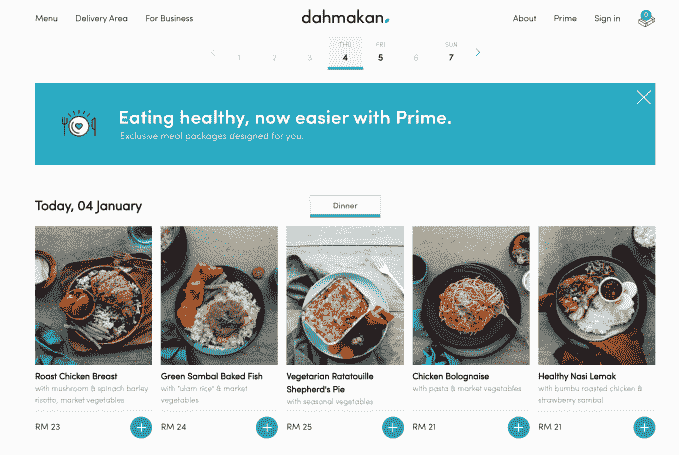 Menu Delivery Area For Business dahmakan. About Prime Sign in 0
THU FRI SUN
1 2 3 4 5 6 7
Eating healthy, now easier with Prime.
Exclusive meal packages designed for you.
Today, 04 January
Dinner
Roast Chicken Breast
with mushroom & spinach barley
risotto, market vegetables
RM 23
Green Sambal Baked Fish
with "ulam rice" & market
vegetables
RM 24
Vegetarian Ratatouille
Shepherd's Pie
with seasonal vegetables
RM 25
Chicken Bolognaise
with pasta & market vegetables
RM 21
Healthy Nasi Lemak
with bumbu roasted chicken &
strawberry sambal
RM 21